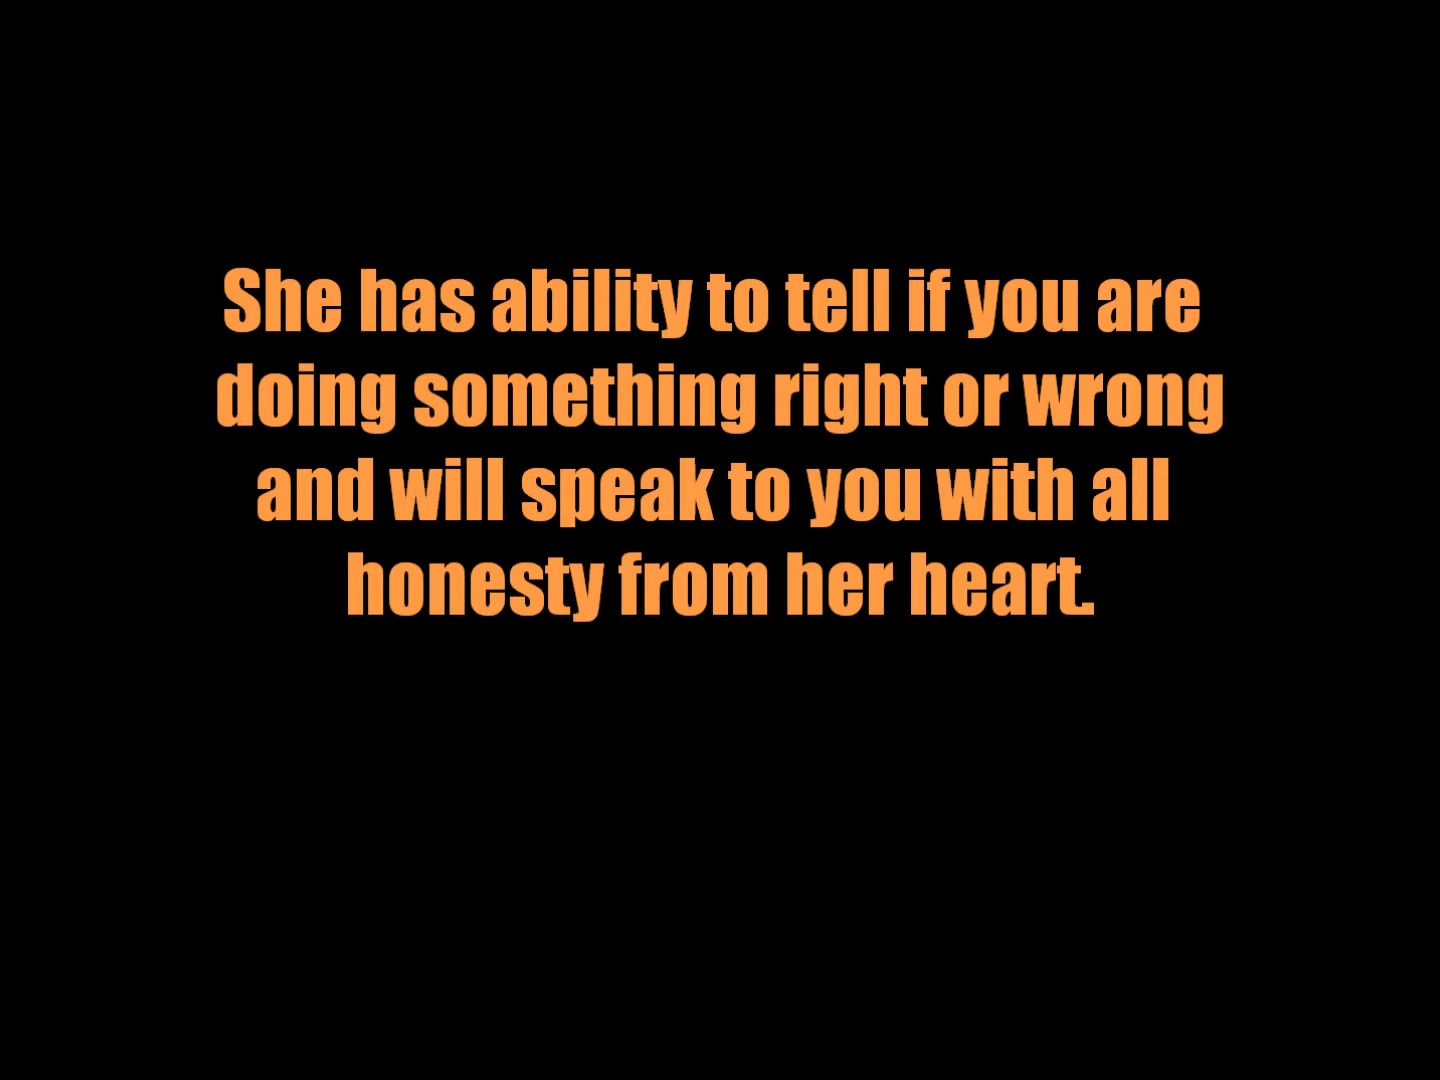 She has ability to tell if you are
doing something right or wrong
and will speak to you with all
honesty from her heart.